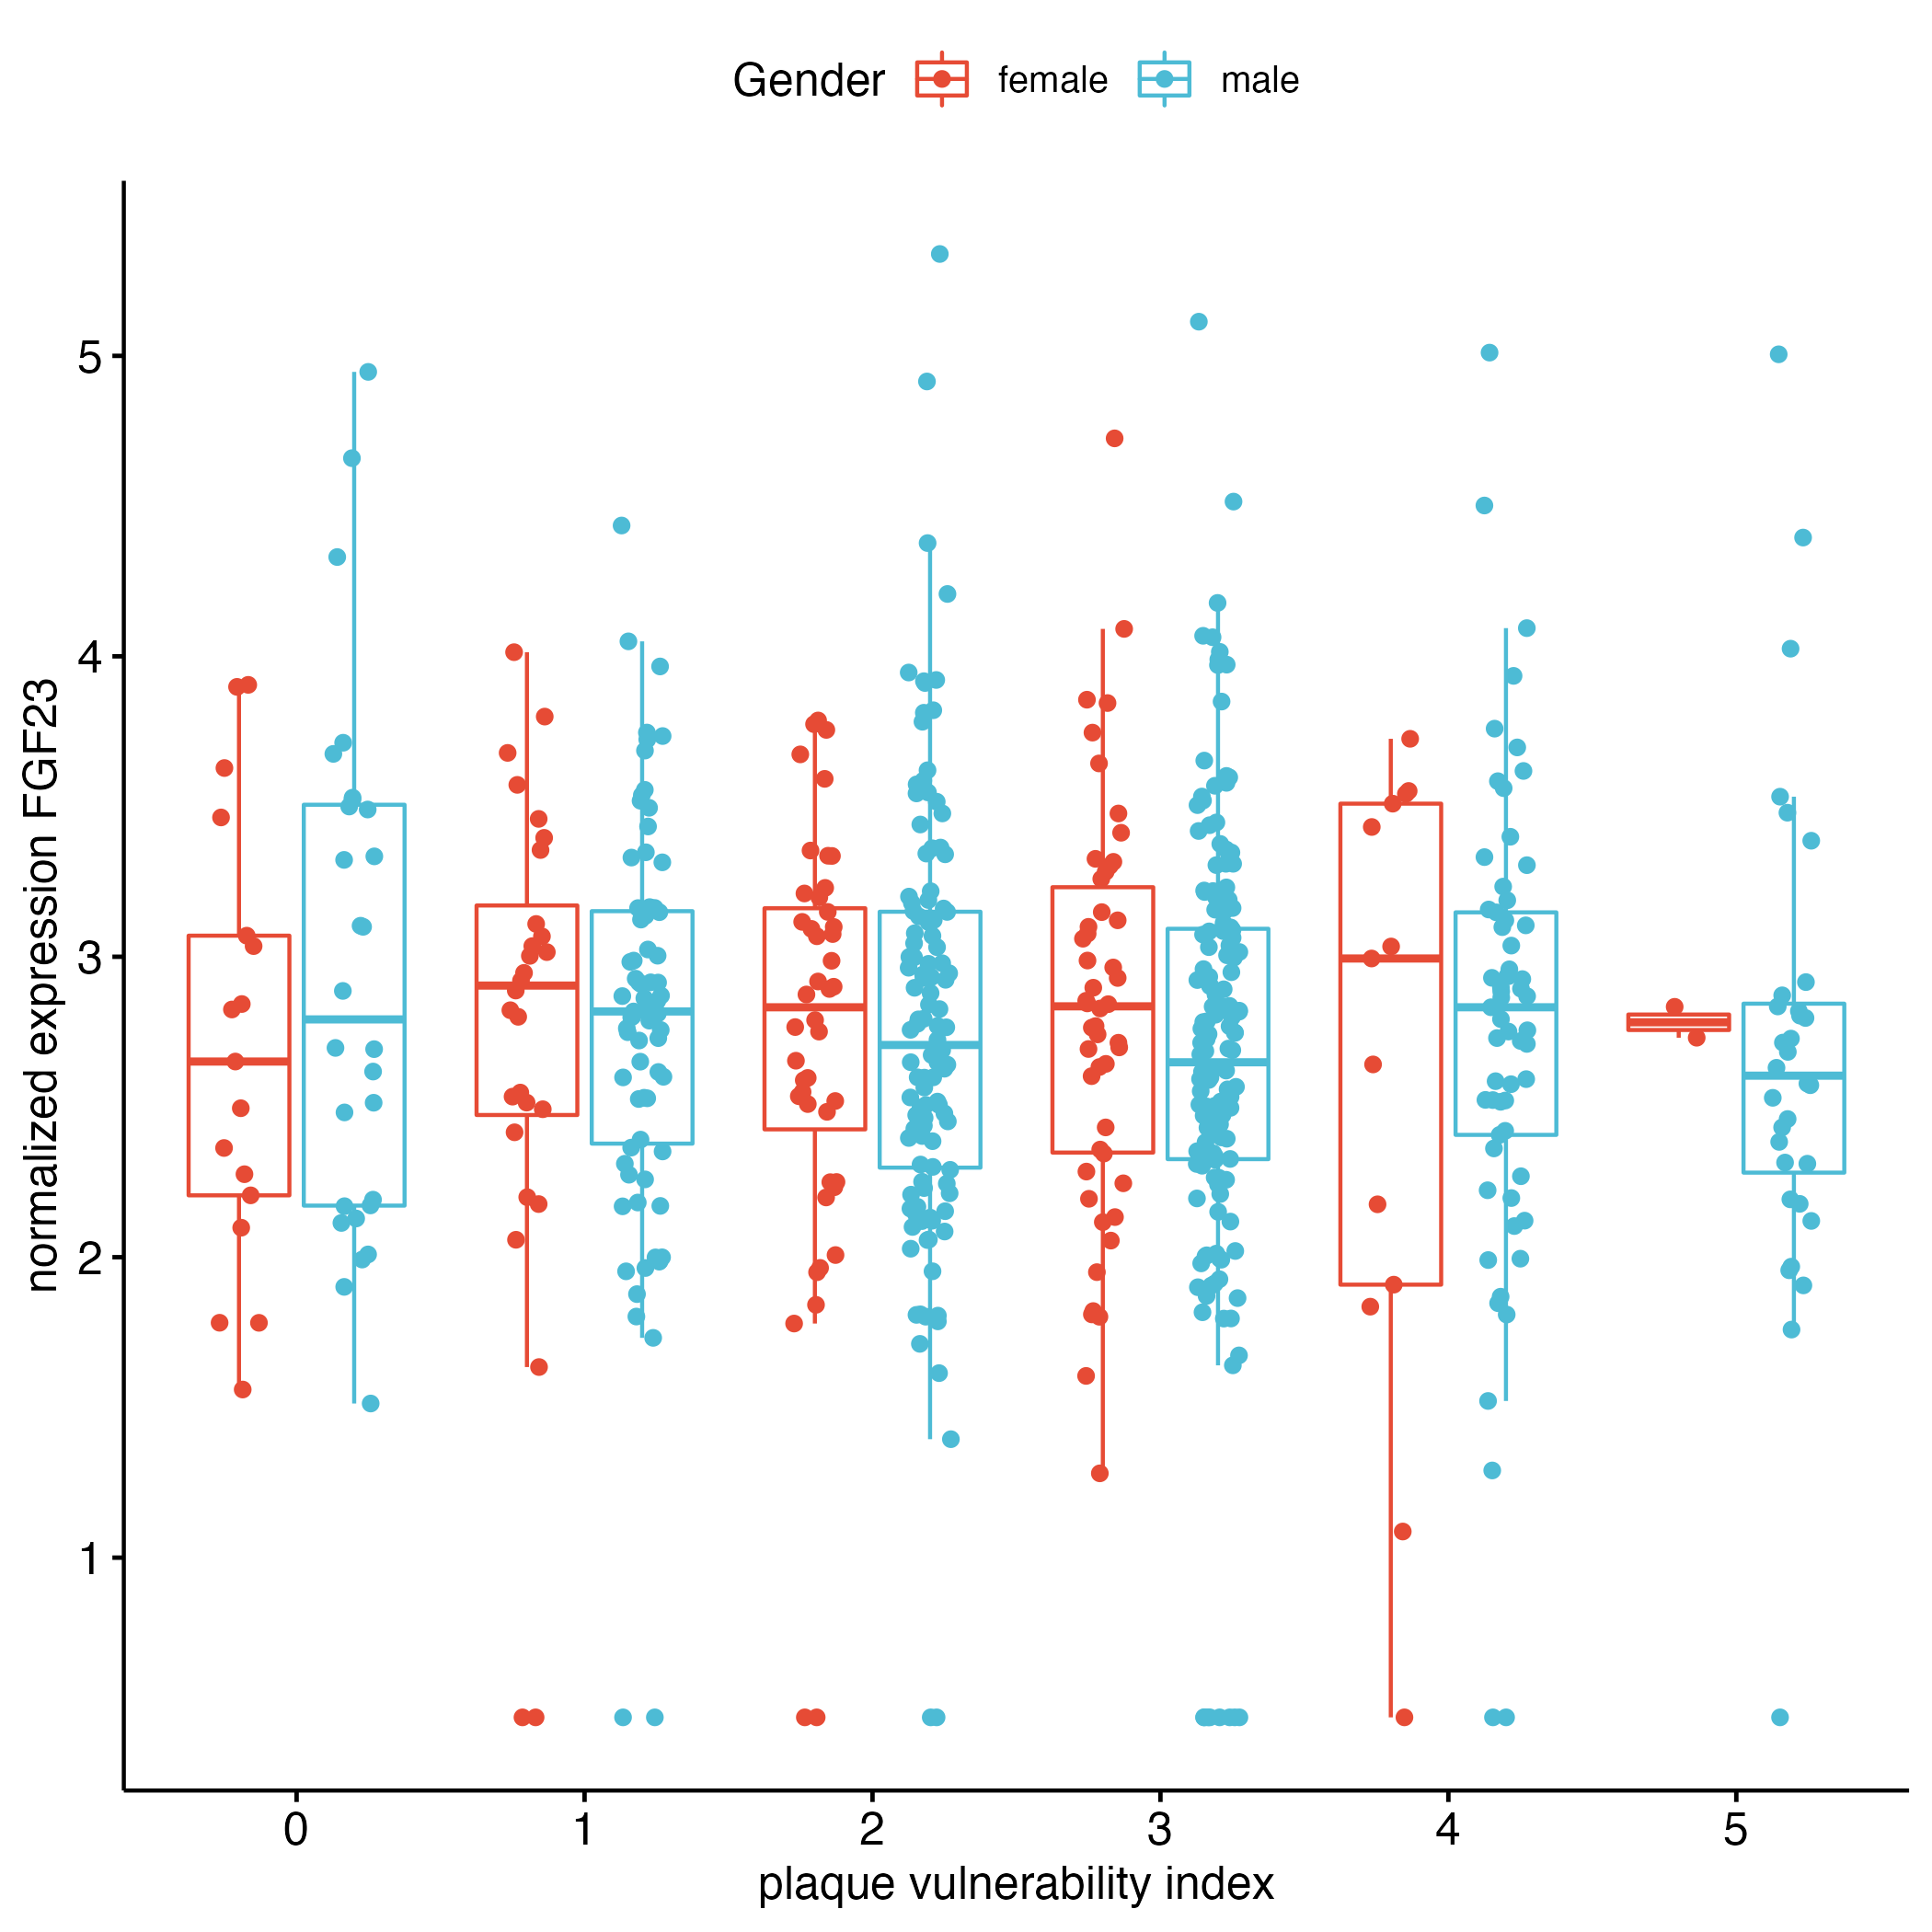 Gender female male
normalized expression FGF23
5
4
3
2
1
0 1 2 3 4 5
plaque vulnerability index